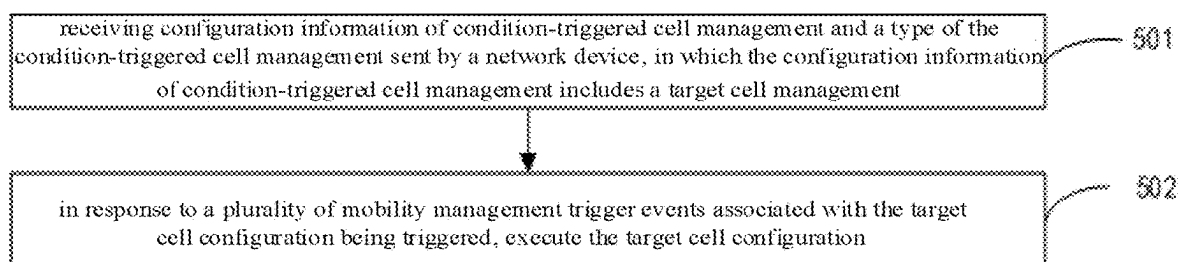 receiving configuration information of condition-triggered cell management and a type of the
condition-triggered cell management sent by a network device, in which the configuration information
of condition-triggered cell management includes a target cell management
501
in response to a plurality of mobility management trigger events associated with the target
cell configuration being triggered, execute the target cell configuration
502